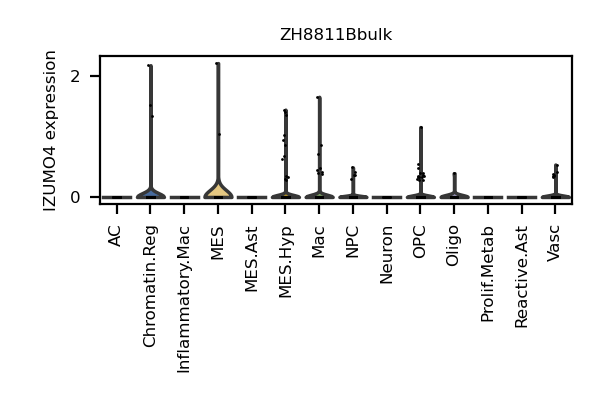 ZH8811Bbulk
IZUMO4 expression
2
0
AC
Chromatin.Reg
Inflammatory.Mac
MES
MES.Ast
MES.Hyp
Mac
NPC
Neuron
OPC
Oligo
Prolif.Metab
Reactive.Ast
Vasc